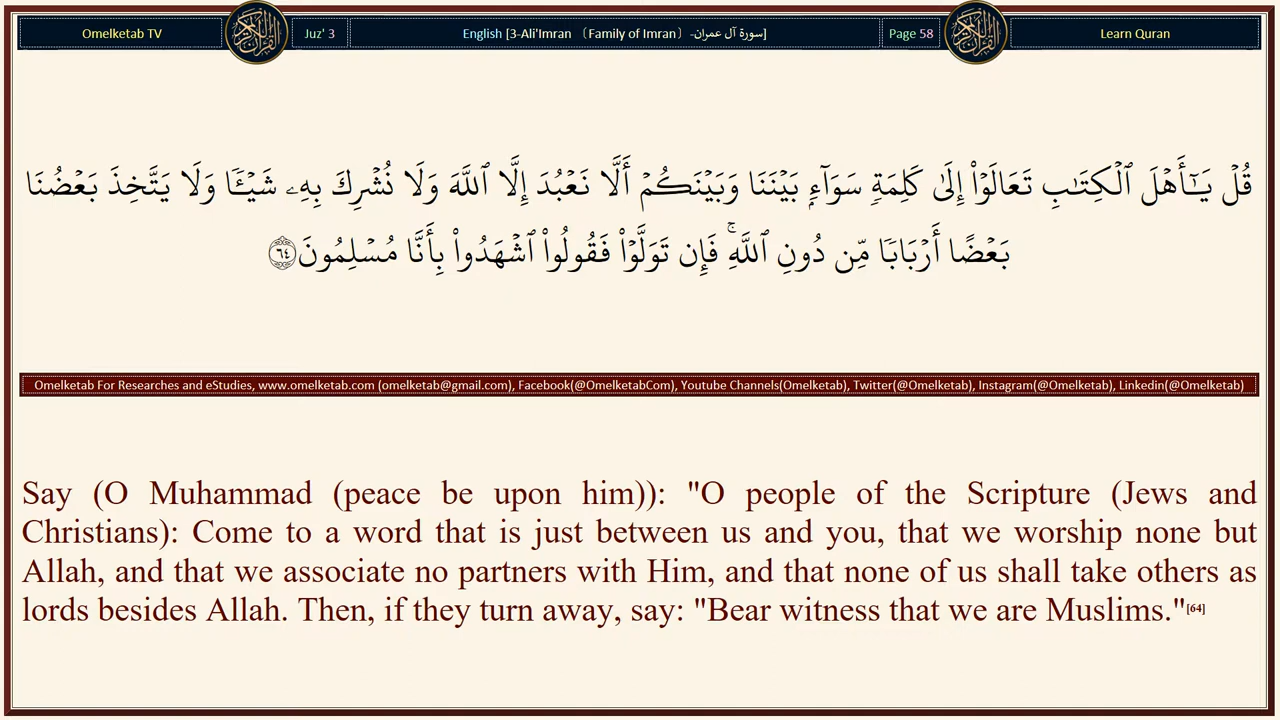 Omelketab TV
Juz' 3
English [3-Ali'Imran （Family of Imran） -سورة آل عمران]
Page 58
Learn Quran
قُلۡ يَـٰٓأَهۡلَ ٱلۡكِتَـٰبِ تَعَالَوۡاْ إِلَىٰ كَلِمَةٖ سَوَآءِۭ بَيۡنَنَا وَبَيۡنَكُمۡ أَلَّا نَعۡبُدَ إِلَّا ٱللَّهَ وَلَا نُشۡرِكَ بِهِۦ شَيۡـٔٗا وَلَا يَتَّخِذَ بَعۡضُنَا
بَعۡضًا أَرۡبَابٗا مِّن دُونِ ٱللَّهِۚ فَإِن تَوَلَّوۡاْ فَقُولُواْ ٱشۡهَدُواْ بِأَنَّا مُسۡلِمُونَ ٦٤
Omelketab For Researches and eStudies, www.omelketab.com (omelketab@gmail.com), Facebook(@OmelketabCom), Youtube Channels(Omelketab), Twitter(@Omelketab), Instagram(@Omelketab), Linkedin(@Omelketab)
Say (O Muhammad (peace be upon him)): "O people of the Scripture (Jews and
Christians): Come to a word that is just between us and you, that we worship none but
Allah, and that we associate no partners with Him, and that none of us shall take others as
lords besides Allah. Then, if they turn away, say: "Bear witness that we are Muslims."[64]